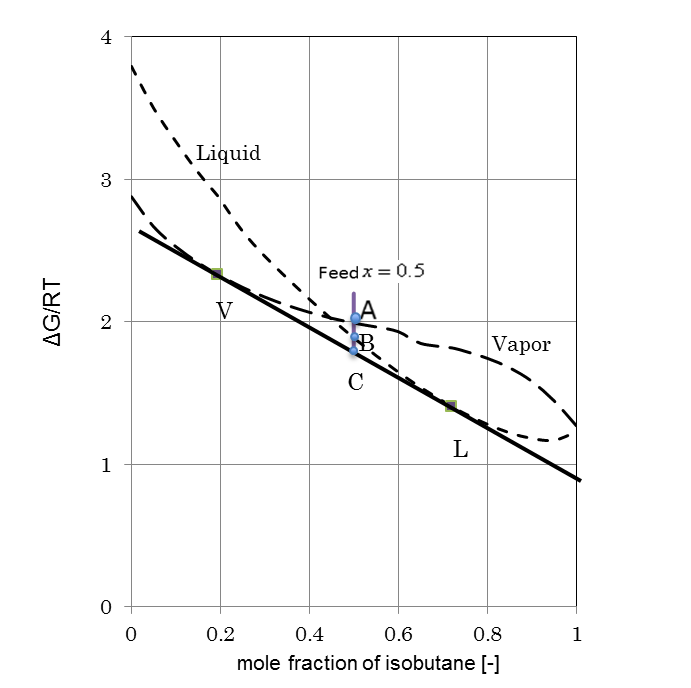 4
Liquid
3
Feed x = 0.5
A
V
2
B
Vapor
C
L
1
0
0 0.2 0.4 0.6 0.8 1
ΔG/RT
mole fraction of isobutane [-]